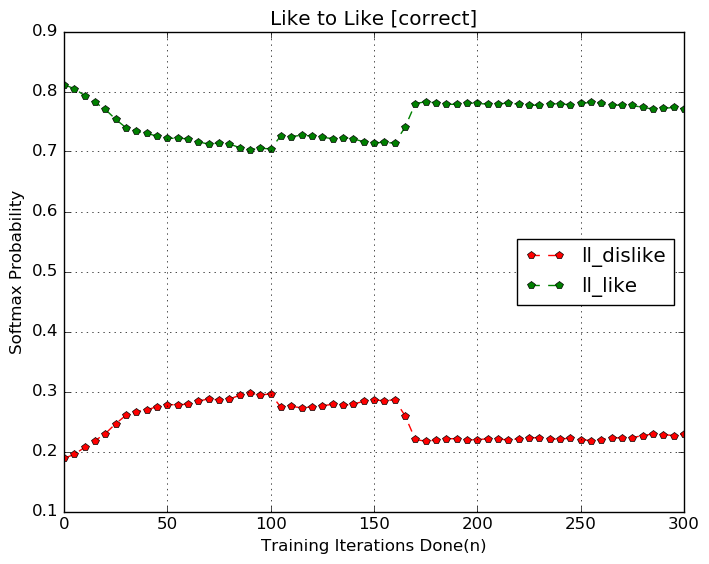 Like to Like [correct]
0.9
0.8
0.7
0.6
0.5
0.4
0.3
0.2
0.1
Softmax Probability
ll_dislike
ll_like
0 50 100 150 200 250 300
Training Iterations Done(n)